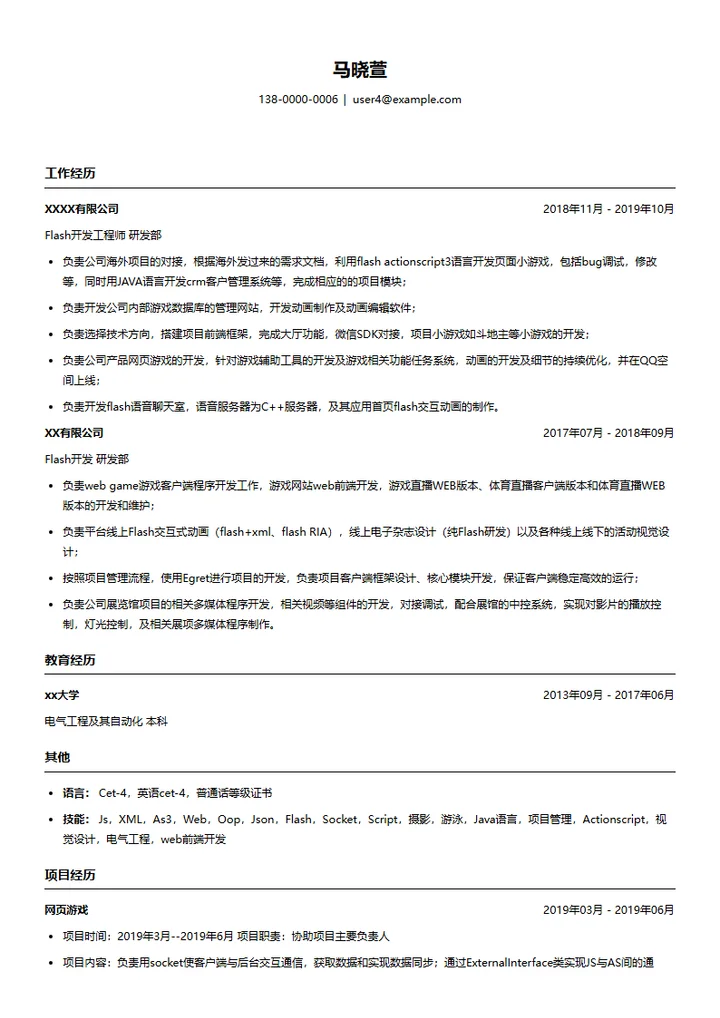 马晓萱
138-0000-0006 | user4@example.com
工作经历
XXXX有限公司 2018年11月 - 2019年10月
Flash开发工程师 研发部
• 负责公司海外项目的对接，根据海外发过来的需求文档，利用flash actionscript3语言开发页面小游戏，包括bug调试，修改
等，同时用JAVA语言开发crm客户管理系统等，完成相应的的项目模块；
• 负责开发公司内部游戏数据库的管理网站，开发动画制作及动画编辑软件；
• 负责选择技术方向，搭建项目前端框架，完成大厅功能，微信SDK对接，项目小游戏如斗地主等小游戏的开发；
• 负责公司产品网页游戏的开发，针对游戏辅助工具的开发及游戏相关功能任务系统，动画的开发及细节的持续优化，并在QQ空
间上线；
• 负责开发flash语音聊天室，语音服务器为C++服务器，及其应用首页flash交互动画的制作。
XX有限公司 2017年07月 - 2018年09月
Flash开发 研发部
• 负责web game游戏客户端程序开发工作，游戏网站web前端开发，游戏直播WEB版本、体育直播客户端版本和体育直播WEB
版本的开发和维护；
• 负责平台线上Flash交互式动画（flash+xml、flash RIA），线上电子杂志设计（纯Flash研发）以及各种线上线下的活动视觉设
计；
• 按照项目管理流程，使用Egret进行项目的开发，负责项目客户端框架设计、核心模块开发，保证客户端稳定高效的运行；
• 负责公司展览馆项目的相关多媒体程序开发，相关视频等组件的开发，对接调试，配合展馆的中控系统，实现对影片的播放控
制，灯光控制，及相关展项多媒体程序制作。
教育经历
xx大学 2013年09月 - 2017年06月
电气工程及其自动化 本科
其他
• 语言： Cet-4，英语cet-4，普通话等级证书
• 技能： Js，XML，As3，Web，Oop，Json，Flash，Socket，Script，摄影，游泳，Java语言，项目管理，Actionscript，视
觉设计，电气工程，web前端开发
项目经历
网页游戏 2019年03月 - 2019年06月
• 项目时间：2019年3月--2019年6月 项目职责：协助项目主要负责人
• 项目内容：负责用socket使客户端与后台交互通信，获取数据和实现数据同步；通过ExternalInterface类实现JS与AS间的通